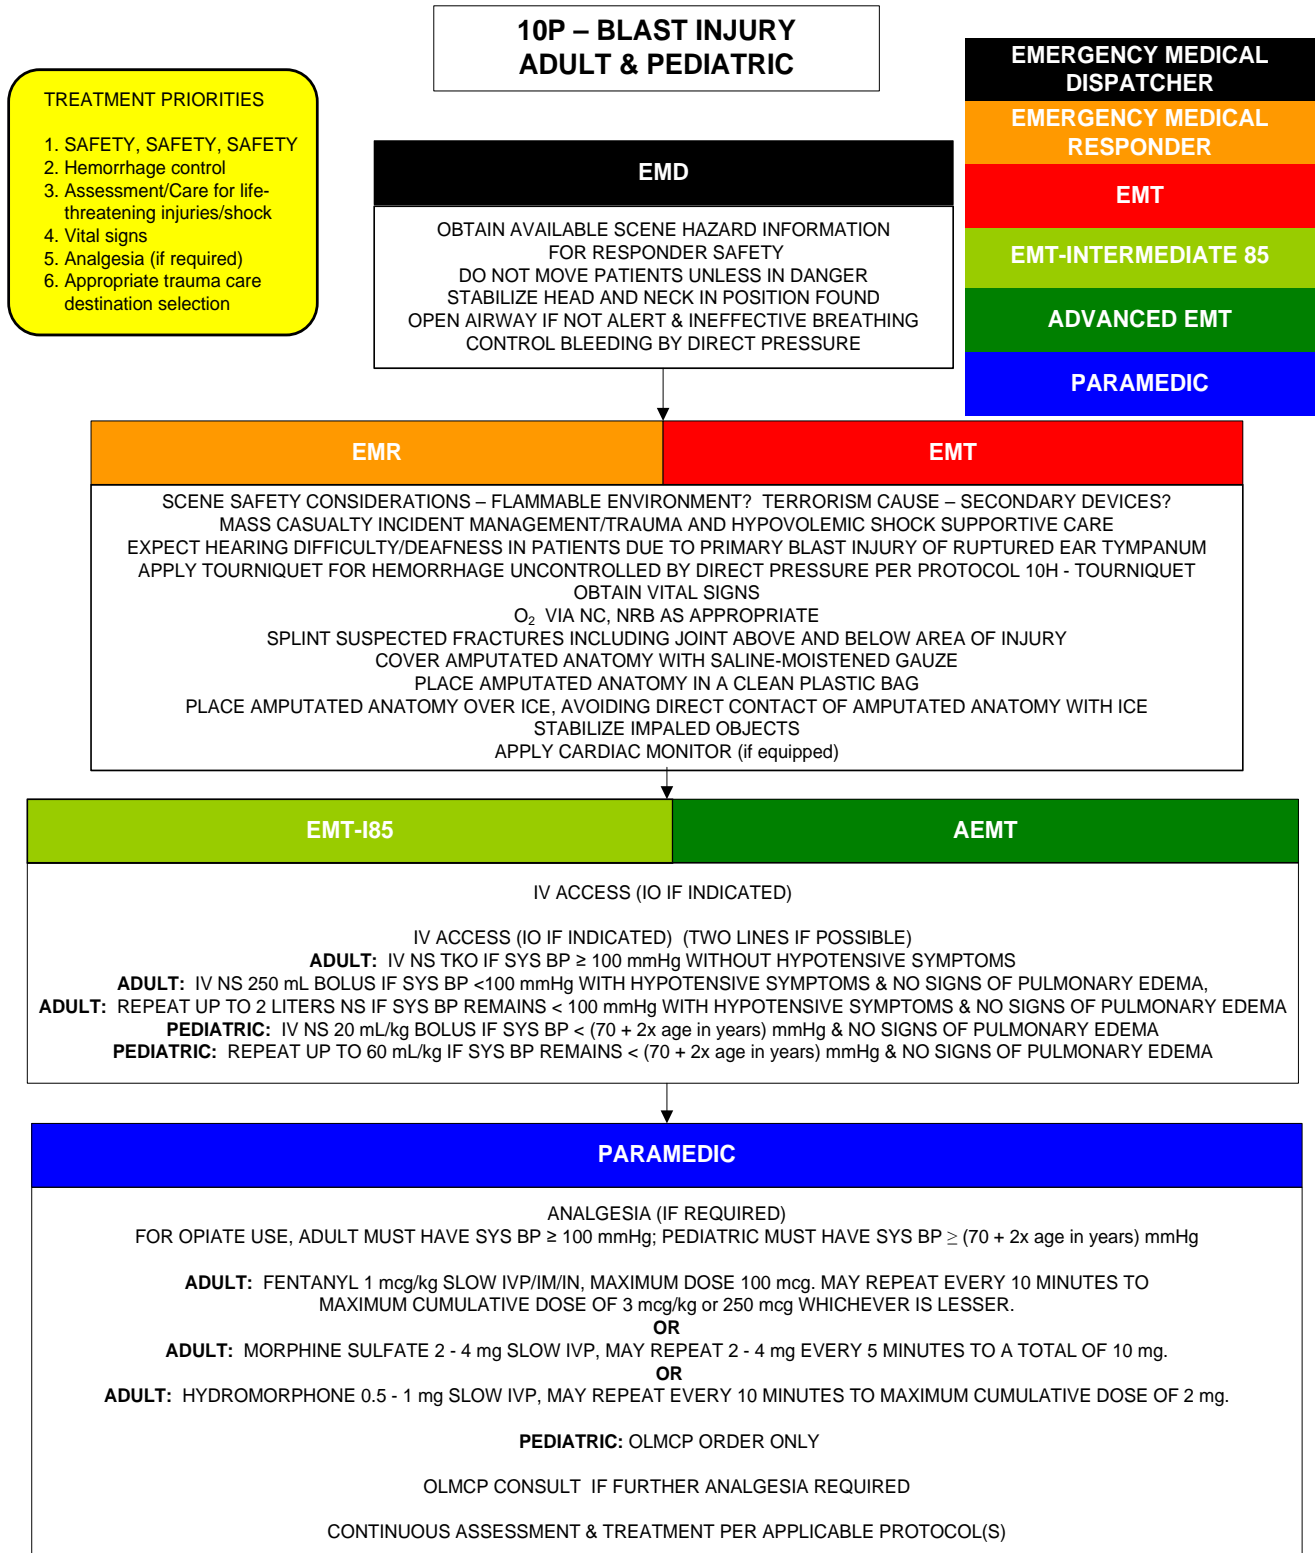 10P – BLAST INJURY
ADULT & PEDIATRIC
TREATMENT PRIORITIES
1. SAFETY, SAFETY, SAFETY
2. Hemorrhage control
3. Assessment/Care for life-
threatening injuries/shock
4. Vital signs
5. Analgesia (if required)
6. Appropriate trauma care
destination selection
EMERGENCY MEDICAL
DISPATCHER
EMERGENCY MEDICAL
RESPONDER
EMT
EMT-INTERMEDIATE 85
ADVANCED EMT
PARAMEDIC
EMD
OBTAIN AVAILABLE SCENE HAZARD INFORMATION
FOR RESPONDER SAFETY
DO NOT MOVE PATIENTS UNLESS IN DANGER
STABILIZE HEAD AND NECK IN POSITION FOUND
OPEN AIRWAY IF NOT ALERT & INEFFECTIVE BREATHING
CONTROL BLEEDING BY DIRECT PRESSURE
EMR
EMT
SCENE SAFETY CONSIDERATIONS – FLAMMABLE ENVIRONMENT? TERRORISM CAUSE – SECONDARY DEVICES?
MASS CASUALTY INCIDENT MANAGEMENT/TRAUMA AND HYPOVOLEMIC SHOCK SUPPORTIVE CARE
EXPECT HEARING DIFFICULTY/DEAFNESS IN PATIENTS DUE TO PRIMARY BLAST INJURY OF RUPTURED EAR TYMPANUM
APPLY TOURNIQUET FOR HEMORRHAGE UNCONTROLLED BY DIRECT PRESSURE PER PROTOCOL 10H - TOURNIQUET
OBTAIN VITAL SIGNS
O₂ VIA NC, NRB AS APPROPRIATE
SPLINT SUSPECTED FRACTURES INCLUDING JOINT ABOVE AND BELOW AREA OF INJURY
COVER AMPUTATED ANATOMY WITH SALINE-MOISTENED GAUZE
PLACE AMPUTATED ANATOMY IN A CLEAN PLASTIC BAG
PLACE AMPUTATED ANATOMY OVER ICE, AVOIDING DIRECT CONTACT OF AMPUTATED ANATOMY WITH ICE
STABILIZE IMPALED OBJECTS
APPLY CARDIAC MONITOR (if equipped)
EMT-I85
AEMT
IV ACCESS (IO IF INDICATED)
IV ACCESS (IO IF INDICATED) (TWO LINES IF POSSIBLE)
ADULT: IV NS TKO IF SYS BP ≥ 100 mmHg WITHOUT HYPOTENSIVE SYMPTOMS
ADULT: IV NS 250 mL BOLUS IF SYS BP <100 mmHg WITH HYPOTENSIVE SYMPTOMS & NO SIGNS OF PULMONARY EDEMA,
ADULT: REPEAT UP TO 2 LITERS NS IF SYS BP REMAINS < 100 mmHg WITH HYPOTENSIVE SYMPTOMS & NO SIGNS OF PULMONARY EDEMA
PEDIATRIC: IV NS 20 mL/kg BOLUS IF SYS BP < (70 + 2x age in years) mmHg & NO SIGNS OF PULMONARY EDEMA
PEDIATRIC: REPEAT UP TO 60 mL/kg IF SYS BP REMAINS < (70 + 2x age in years) mmHg & NO SIGNS OF PULMONARY EDEMA
PARAMEDIC
ANALGESIA (IF REQUIRED)
FOR OPIATE USE, ADULT MUST HAVE SYS BP ≥ 100 mmHg; PEDIATRIC MUST HAVE SYS BP ≥ (70 + 2x age in years) mmHg
ADULT: FENTANYL 1 mcg/kg SLOW IVP/IM/IN, MAXIMUM DOSE 100 mcg. MAY REPEAT EVERY 10 MINUTES TO
MAXIMUM CUMULATIVE DOSE OF 3 mcg/kg or 250 mcg WHICHEVER IS LESSER.
OR
ADULT: MORPHINE SULFATE 2 - 4 mg SLOW IVP, MAY REPEAT 2 - 4 mg EVERY 5 MINUTES TO A TOTAL OF 10 mg.
OR
ADULT: HYDROMORPHONE 0.5 - 1 mg SLOW IVP, MAY REPEAT EVERY 10 MINUTES TO MAXIMUM CUMULATIVE DOSE OF 2 mg.
PEDIATRIC: OLMCP ORDER ONLY
OLMCP CONSULT IF FURTHER ANALGESIA REQUIRED
CONTINUOUS ASSESSMENT & TREATMENT PER APPLICABLE PROTOCOL(S)